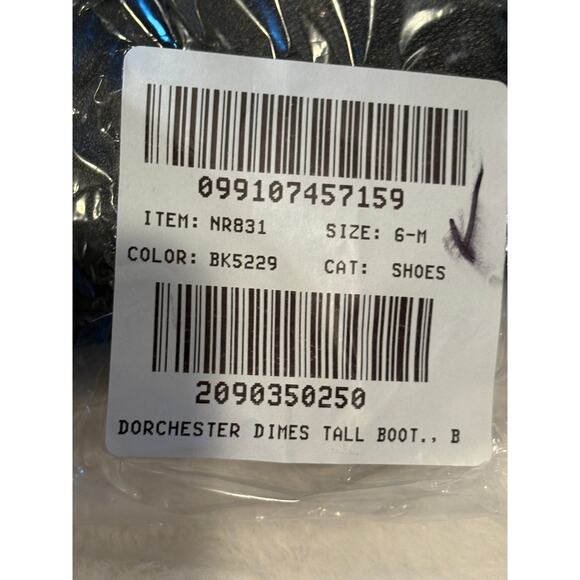 099107457159
ITEM: NR831 SIZE: 6-M
COLOR: BK5229 CAT: SHOES
2090350250
DORCHESTER DIMES TALL BOOT., B